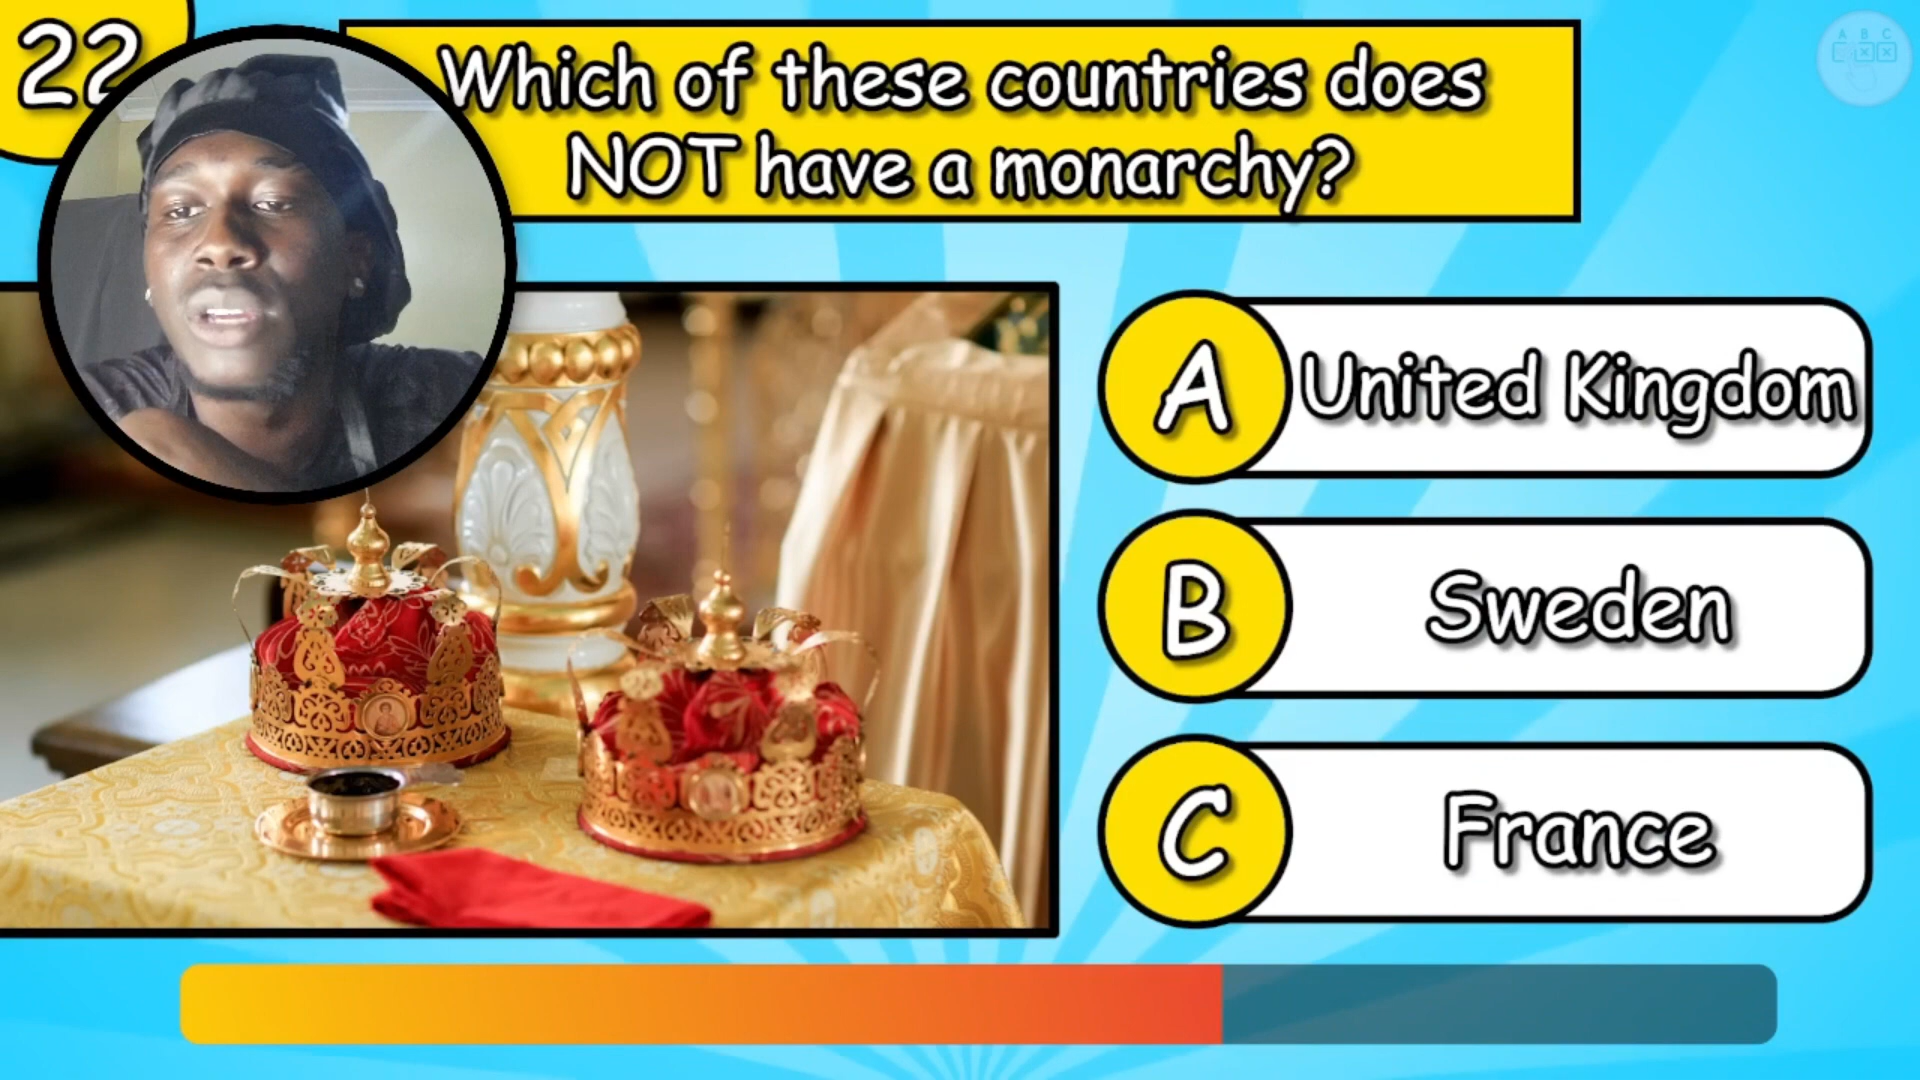 22
Which of these countries does
NOT have a monarchy?
A B C
A United Kingdom
B Sweden
C France